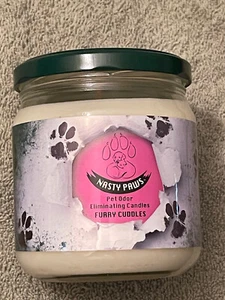 NASTY PAWS
Pet Odor
Eliminating Candles
FURRY CUDDLES